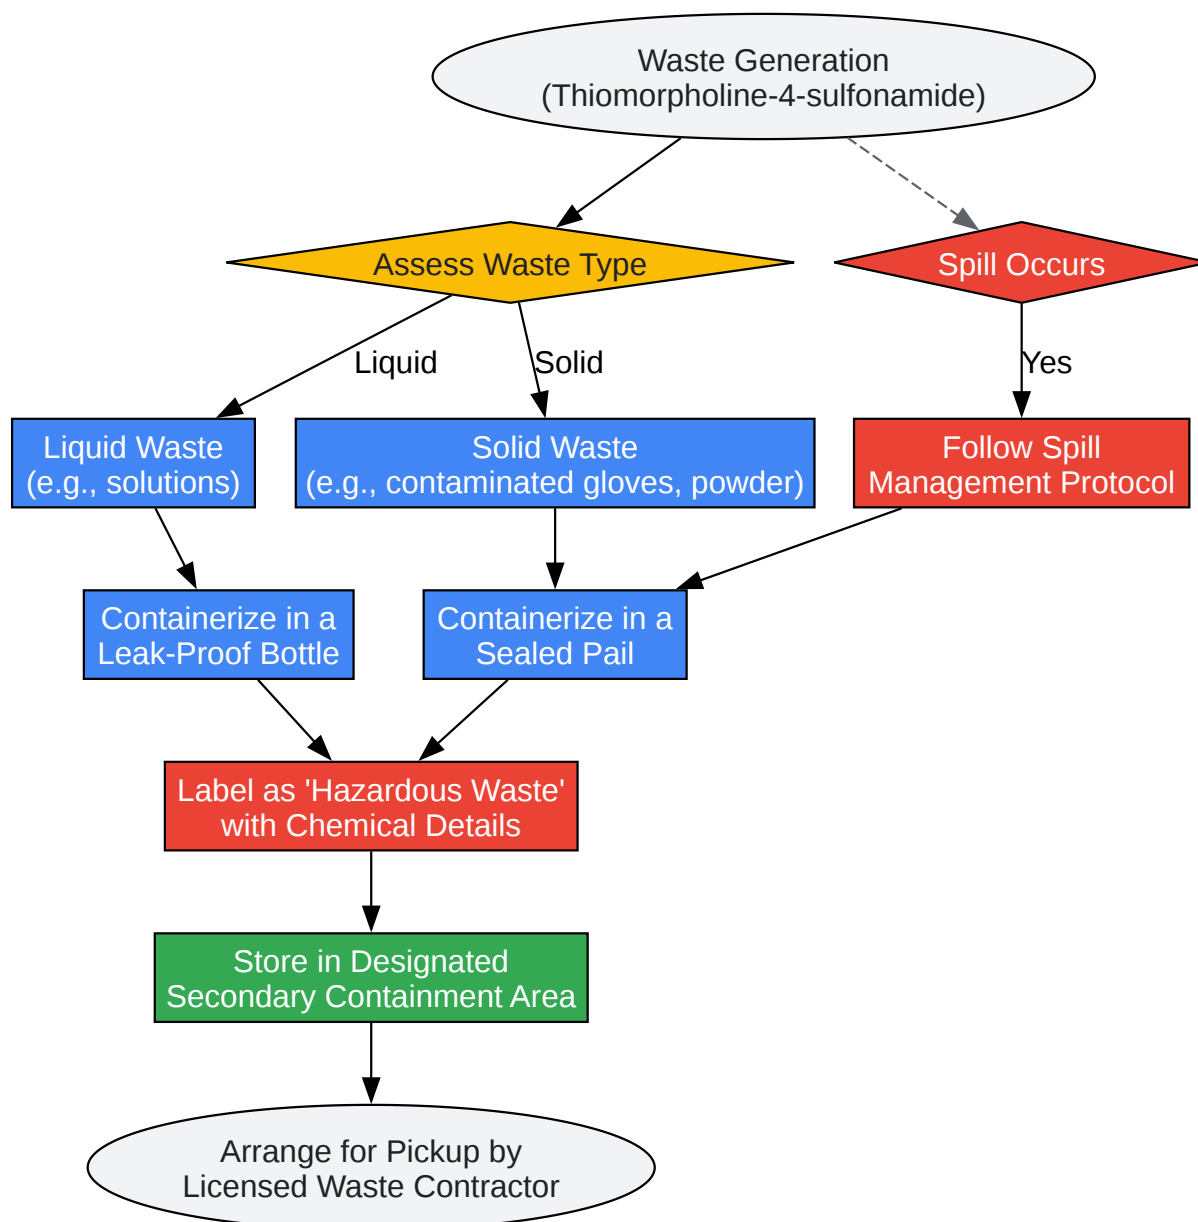 Waste Generation
(Thiomorpholine-4-sulfonamide)
Assess Waste Type
Spill Occurs
Liquid
Solid
Yes
Liquid Waste
(e.g., solutions)
Solid Waste
(e.g., contaminated gloves, powder)
Follow Spill
Management Protocol
Containerize in a
Leak-Proof Bottle
Containerize in a
Sealed Pail
Label as 'Hazardous Waste'
with Chemical Details
Store in Designated
Secondary Containment Area
Arrange for Pickup by
Licensed Waste Contractor